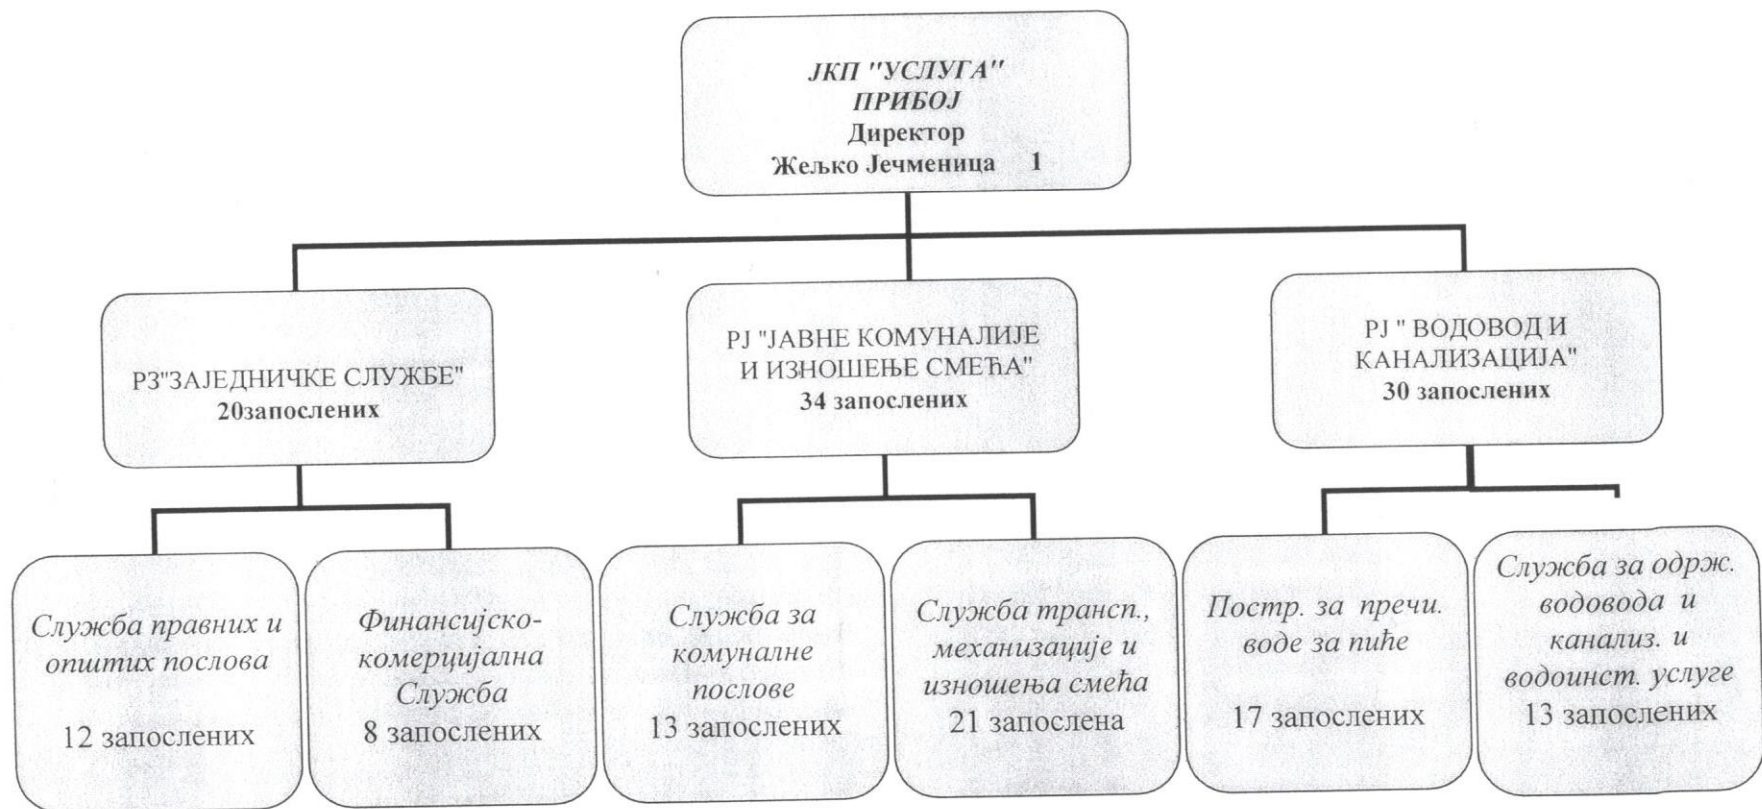 ЈКП "УСЛУГА"
ПРИБОЈ
Директор
Жељко Јечменица 1
РЗ"ЗАЈЕДНИЧКЕ СЛУЖБЕ"
20запослених
РЈ "ЈАВНЕ КОМУНАЛИЈЕ
И ИЗНОШЕЊЕ СМЕЋА"
34 запослених
РЈ " ВОДОВОД И
КАНАЛИЗАЦИЈА"
30 запослених
Служба правних и
општих послова
12 запослених
Финансијско-
комерцијална
Служба
8 запослених
Служба за
комуналне
послове
13 запослених
Служба трансп.,
механизације и
изношења смећа
21 запослена
Постр. за пречи.
воде за пиће
17 запослених
Служба за одрж.
водовода и
канализ. и
водоинст. услуге
13 запослених